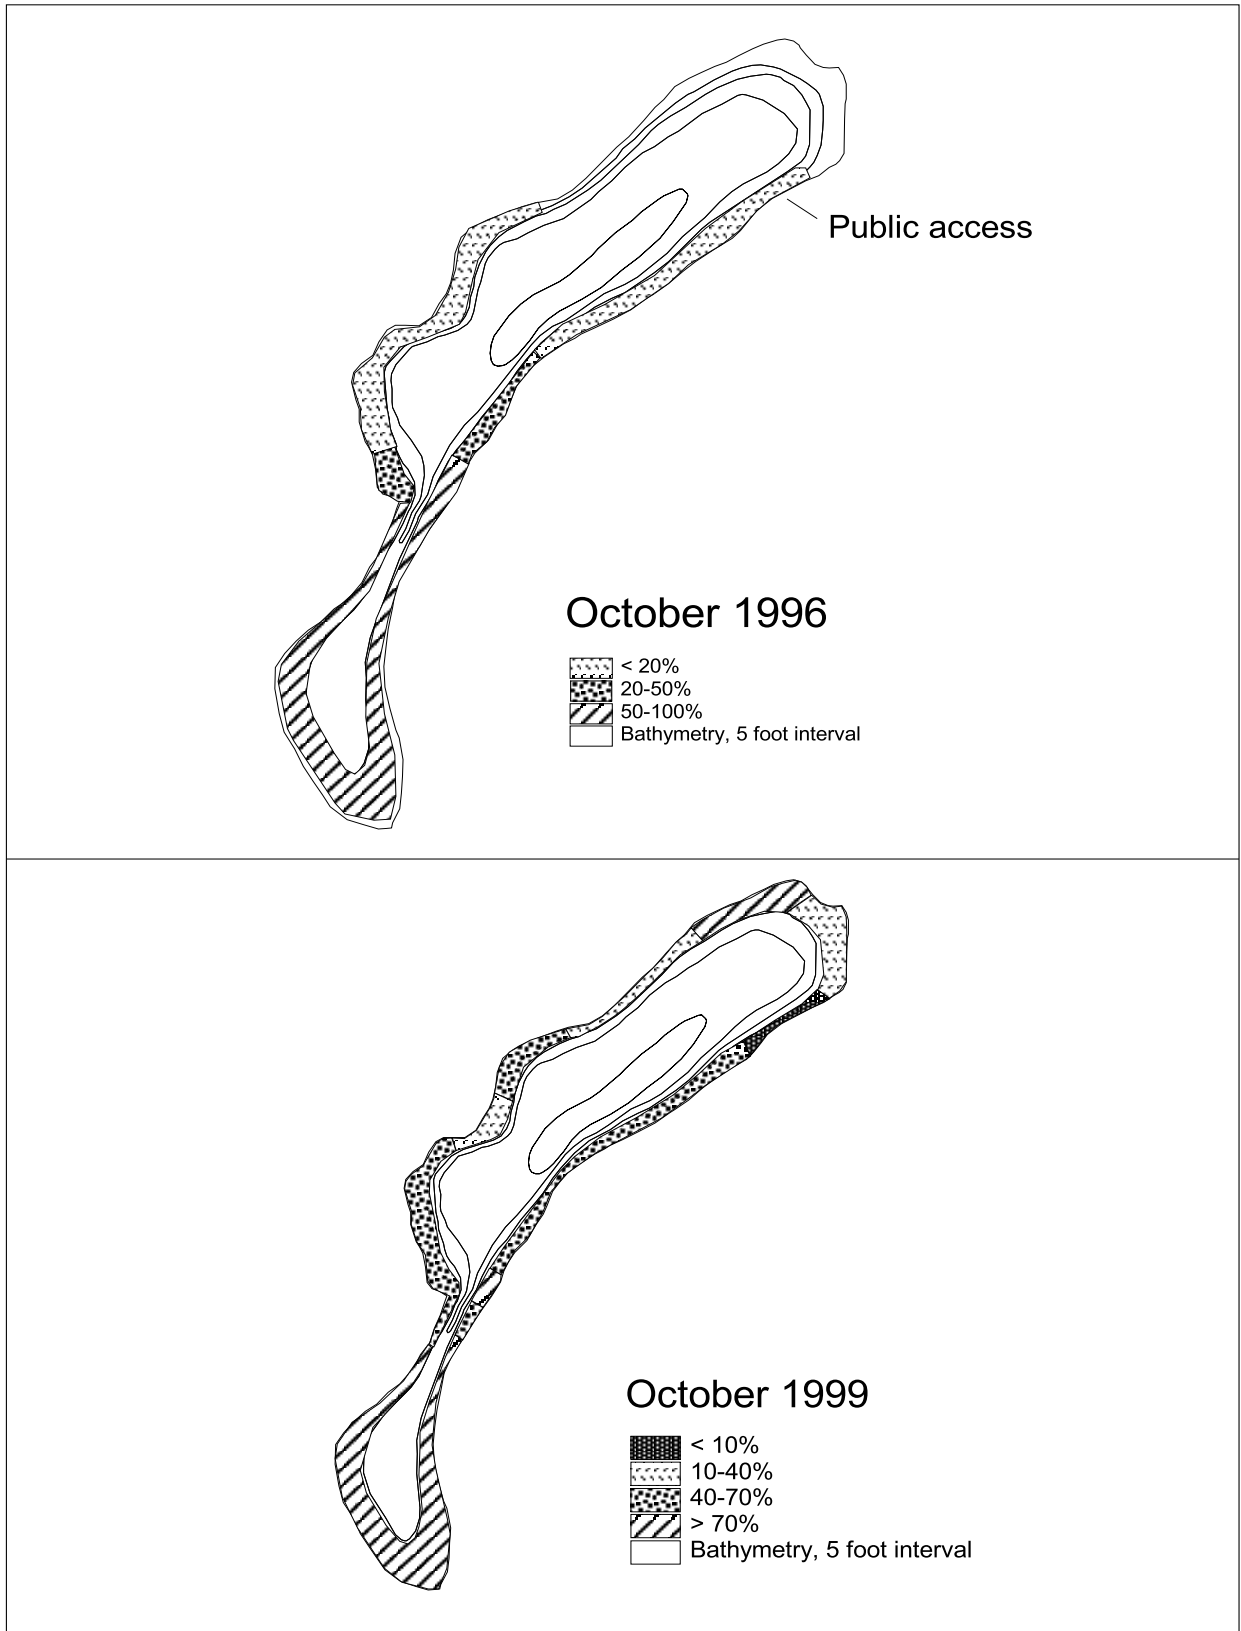 Public access
October 1996
< 20%
20-50%
50-100%
Bathymetry, 5 foot interval
October 1999
< 10%
10-40%
40-70%
> 70%
Bathymetry, 5 foot interval